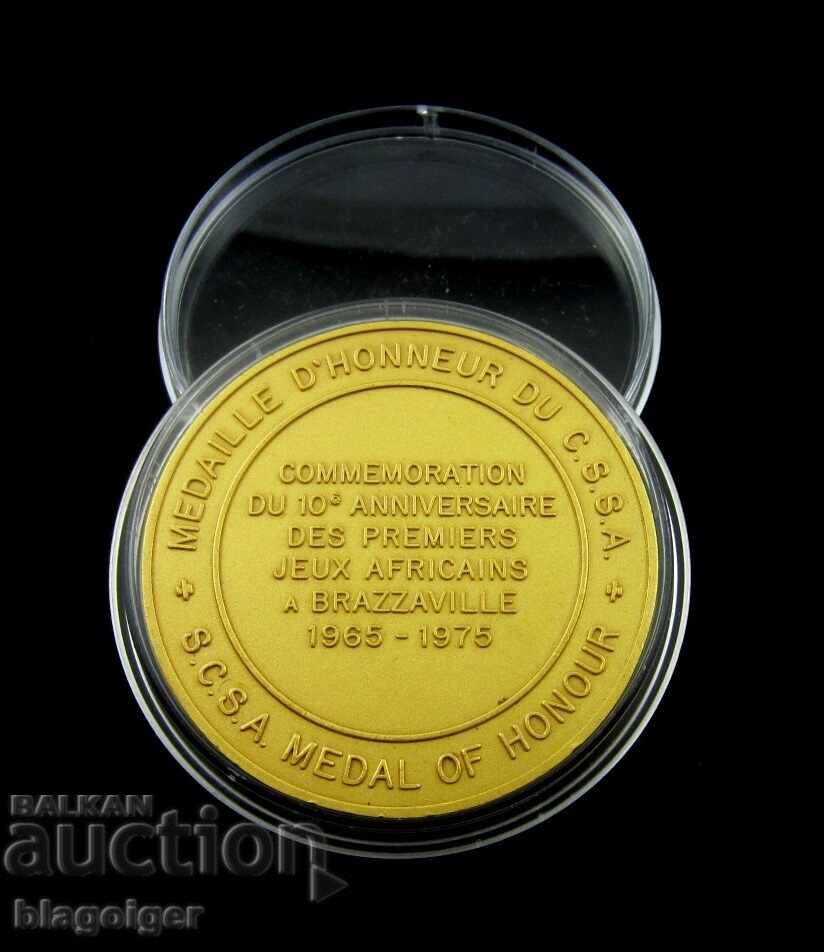 MEDAILLE D'HONNEUR DU C.S.S.A.
COMMEMORATION
DU 10e ANNIVERSAIRE
DES PREMIERS
JEUX AFRICAINS
A BRAZZAVILLE
1965 - 1975
S.C.S.A. MEDAL OF HONOUR
BALKAN
auction
blagoiger